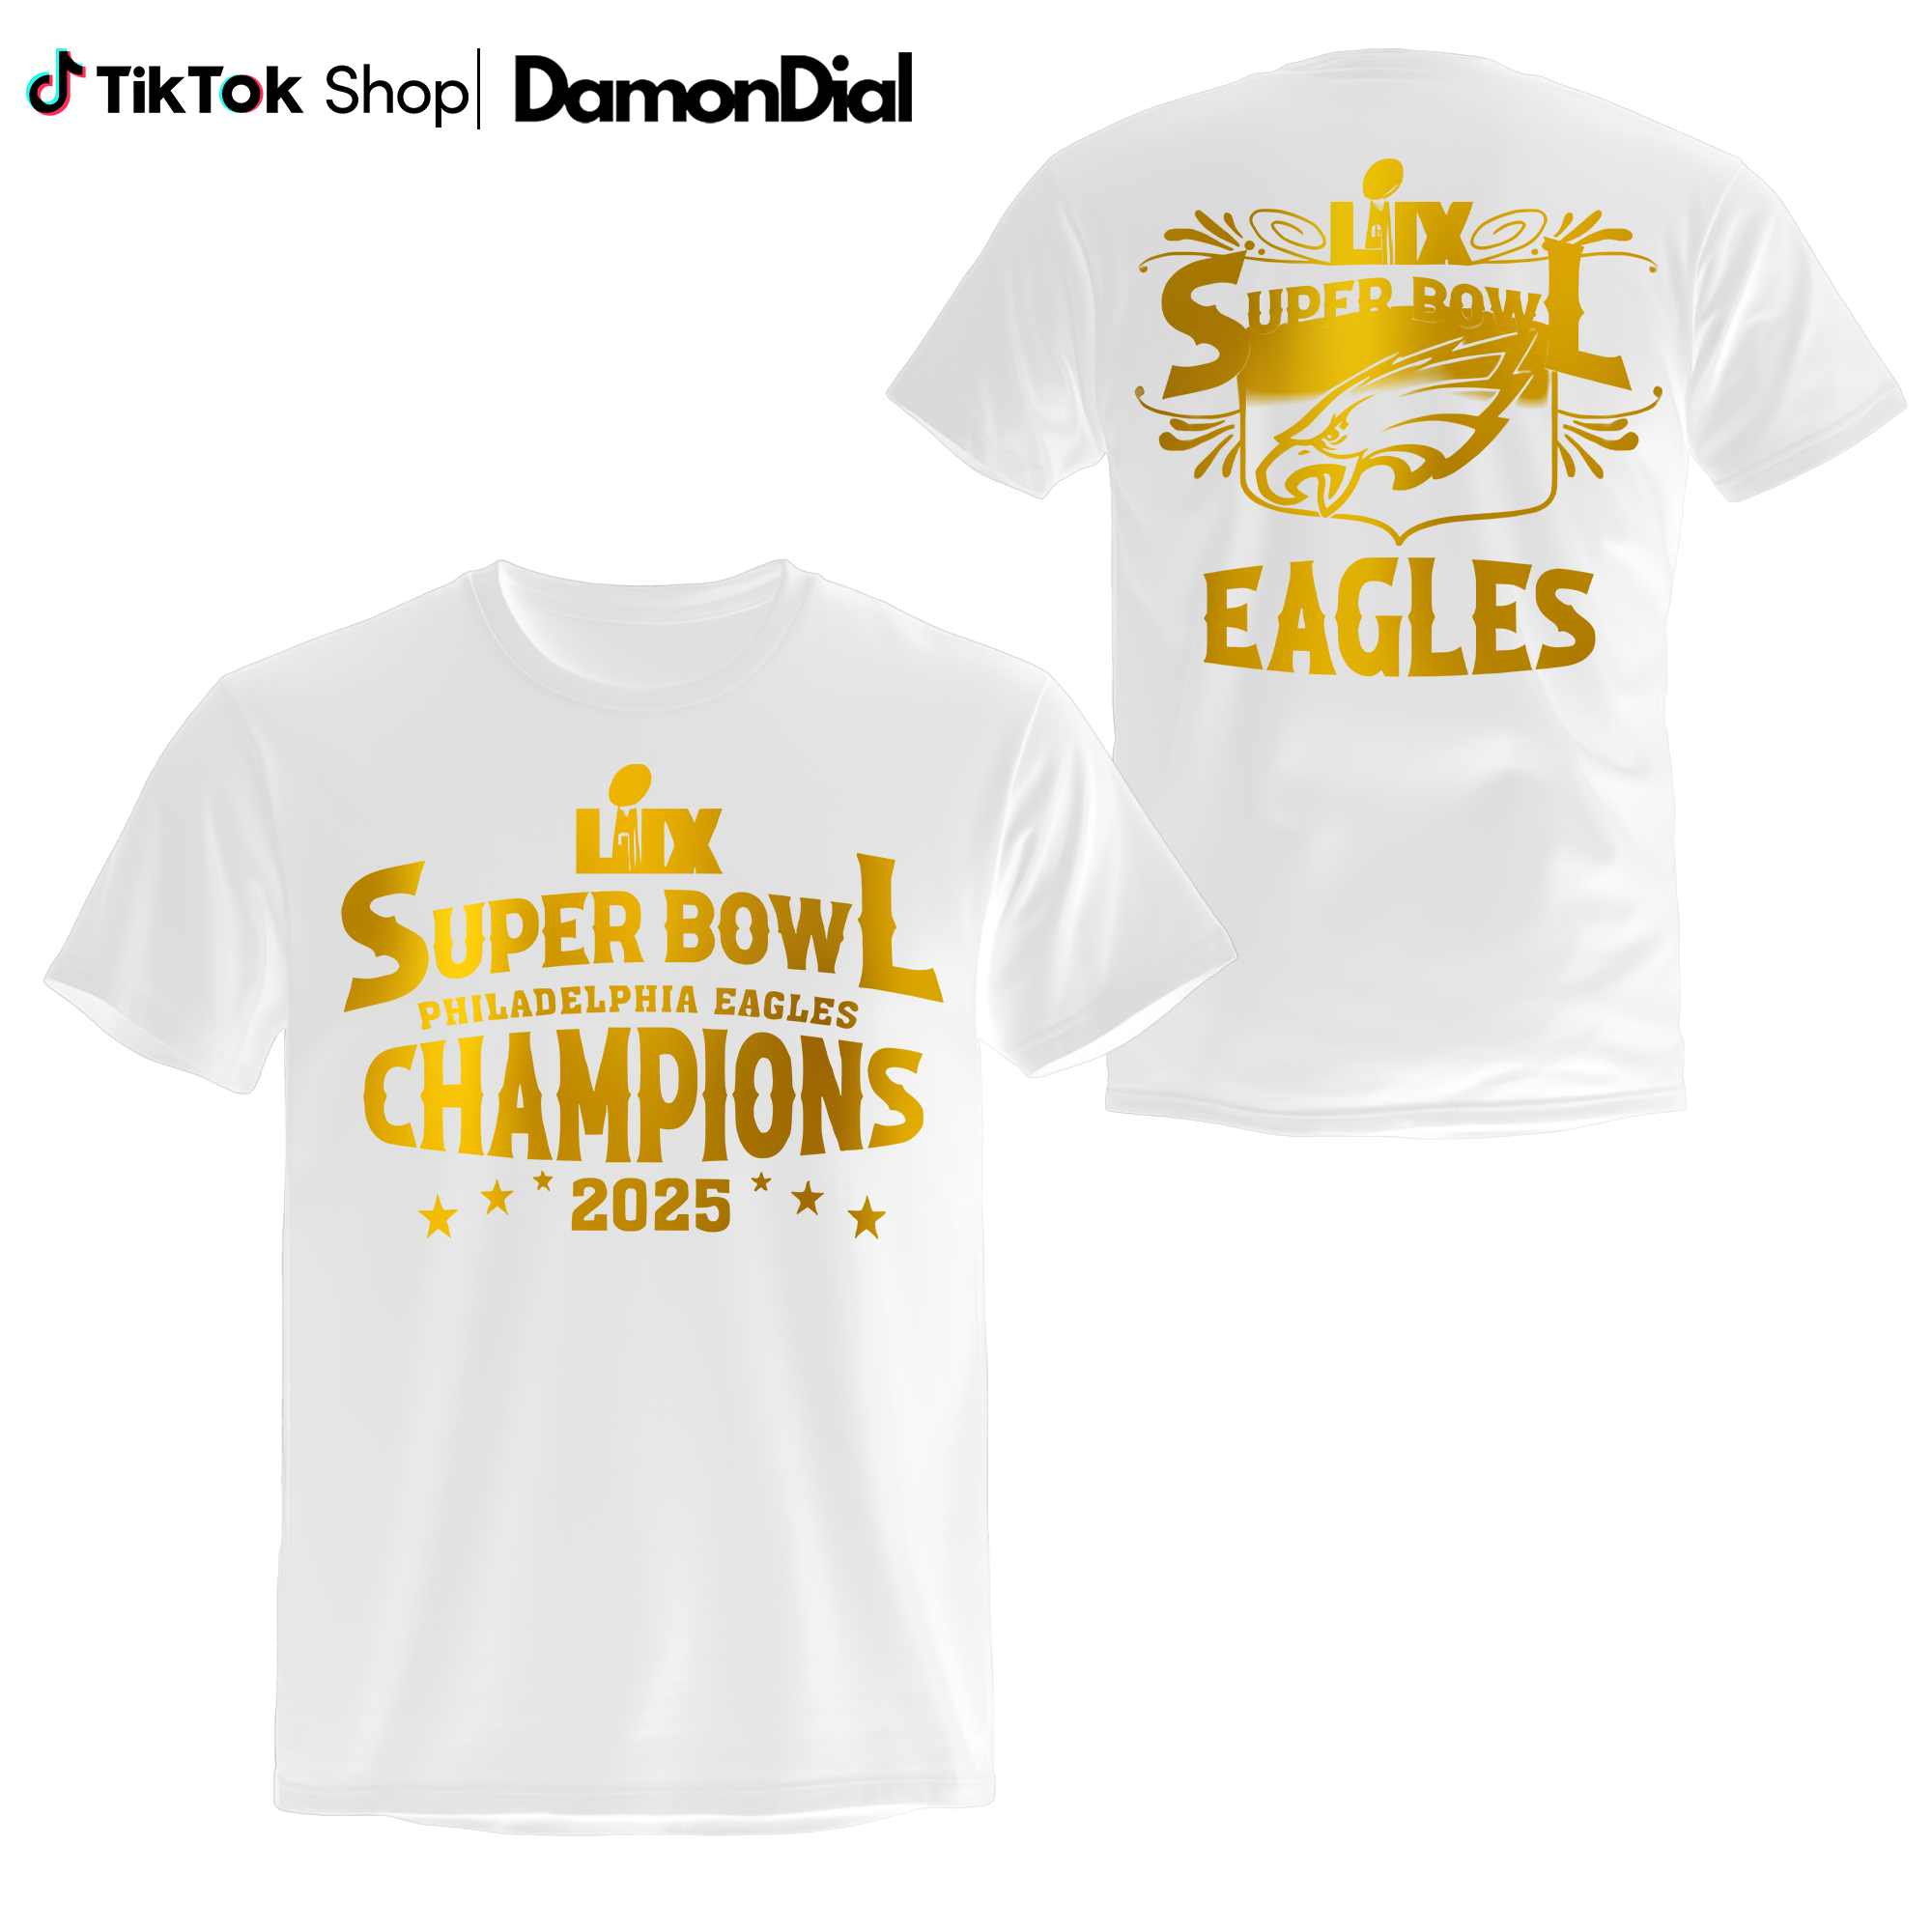 TikTok Shop | DamonDial
LIX
SUPER BOWL
EAGLES
LIX
SUPER BOWL
PHILADELPHIA EAGLES
CHAMPIONS
2025